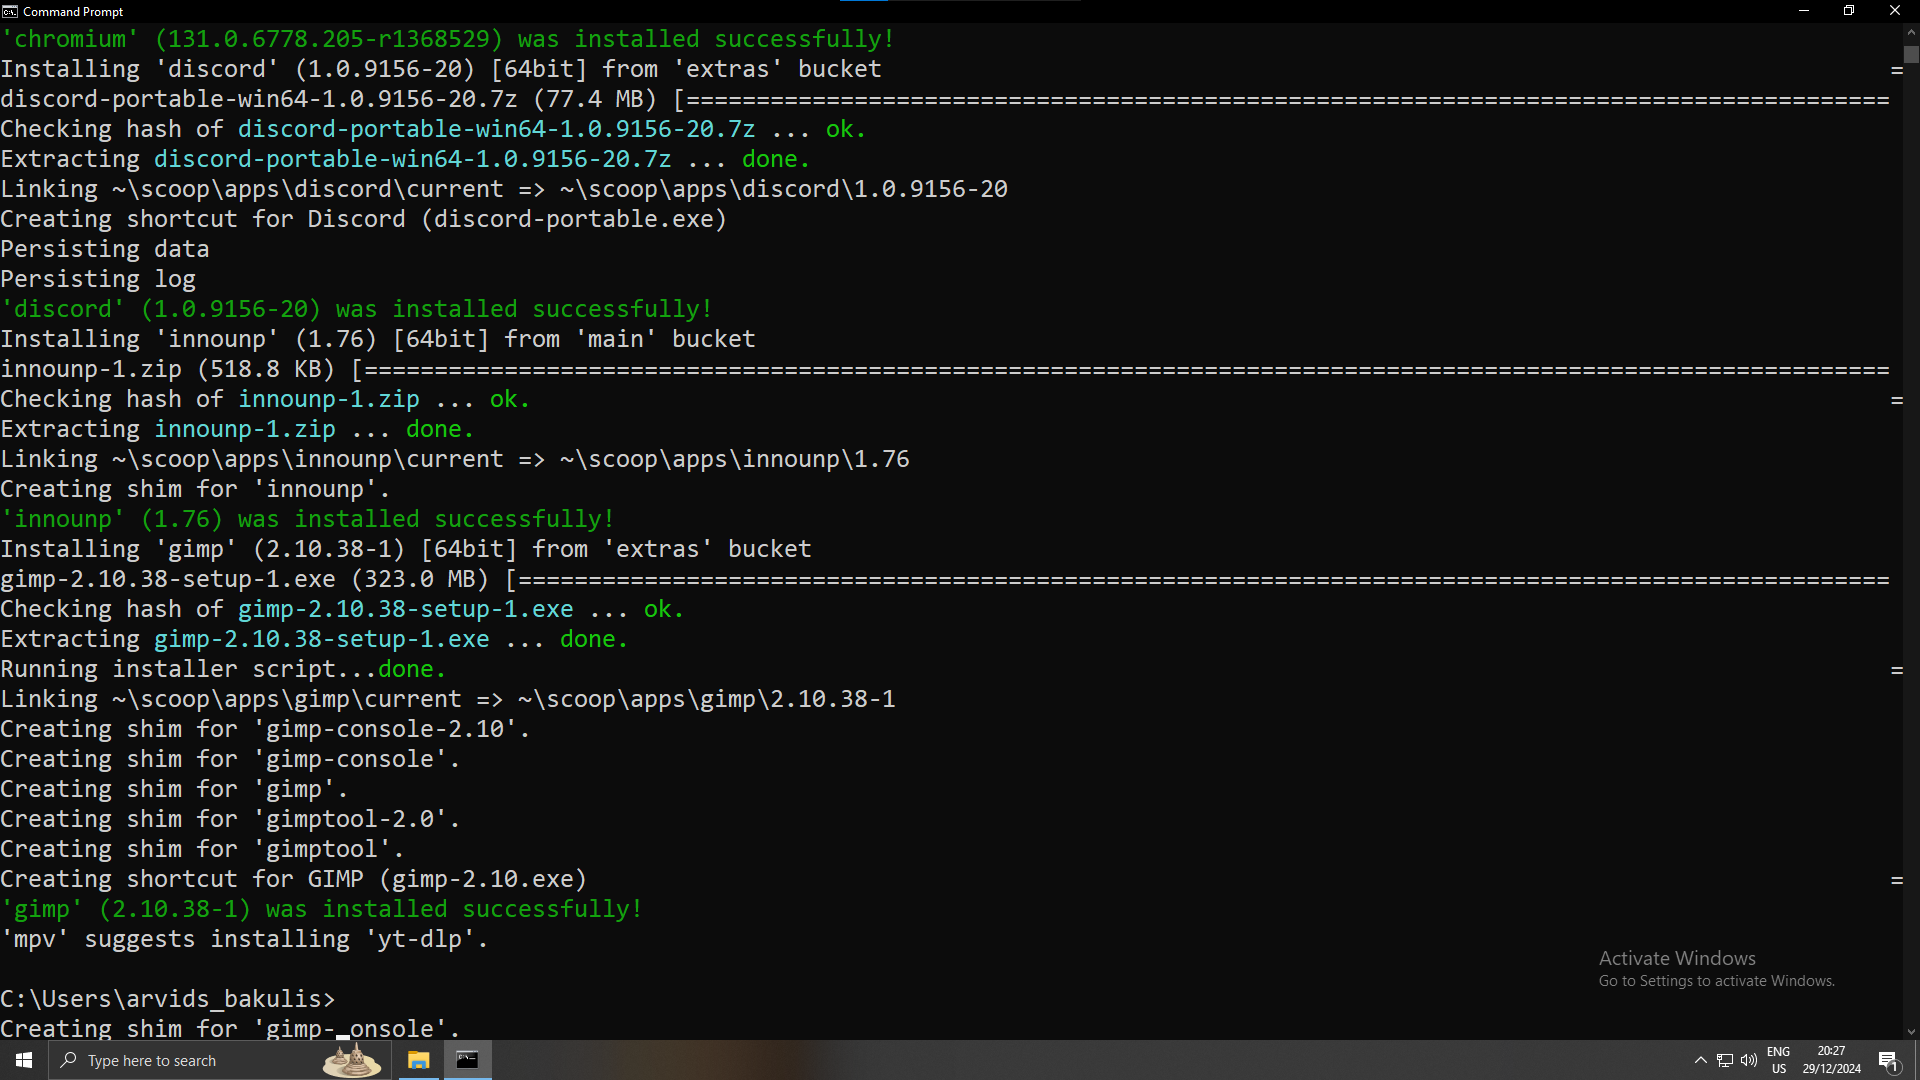 Command Prompt
'chromium' (131.0.6778.205-r1368529) was installed successfully!
Installing 'discord' (1.0.9156-20) [64bit] from 'extras' bucket
=
discord-portable-win64-1.0.9156-20.7z (77.4 MB) [======================================================================================
Checking hash of discord-portable-win64-1.0.9156-20.7z ... ok.
Extracting discord-portable-win64-1.0.9156-20.7z ... done.
Linking ~\scoop\apps\discord\current => ~\scoop\apps\discord\1.0.9156-20
Creating shortcut for Discord (discord-portable.exe)
Persisting data
Persisting log
'discord' (1.0.9156-20) was installed successfully!
Installing 'innounp' (1.76) [64bit] from 'main' bucket
innounp-1.zip (518.8 KB) [=============================================================================================================
Checking hash of innounp-1.zip ... ok.
=
Extracting innounp-1.zip ... done.
Linking ~\scoop\apps\innounp\current => ~\scoop\apps\innounp\1.76
Creating shim for 'innounp'.
'innounp' (1.76) was installed successfully!
Installing 'gimp' (2.10.38-1) [64bit] from 'extras' bucket
gimp-2.10.38-setup-1.exe (323.0 MB) [==================================================================================================
Checking hash of gimp-2.10.38-setup-1.exe ... ok.
Extracting gimp-2.10.38-setup-1.exe ... done.
Running installer script...done.
=
Linking ~\scoop\apps\gimp\current => ~\scoop\apps\gimp\2.10.38-1
Creating shim for 'gimp-console-2.10'.
Creating shim for 'gimp-console'.
Creating shim for 'gimp'.
Creating shim for 'gimptool-2.0'.
Creating shim for 'gimptool'.
Creating shortcut for GIMP (gimp-2.10.exe)
=
'gimp' (2.10.38-1) was installed successfully!
'mpv' suggests installing 'yt-dlp'.
Activate Windows
Go to Settings to activate Windows.
C:\Users\arvids_bakulis>
Creating shim for 'gimp-_onsole'.
Type here to search
ENG
US
20:27
29/12/2024
1